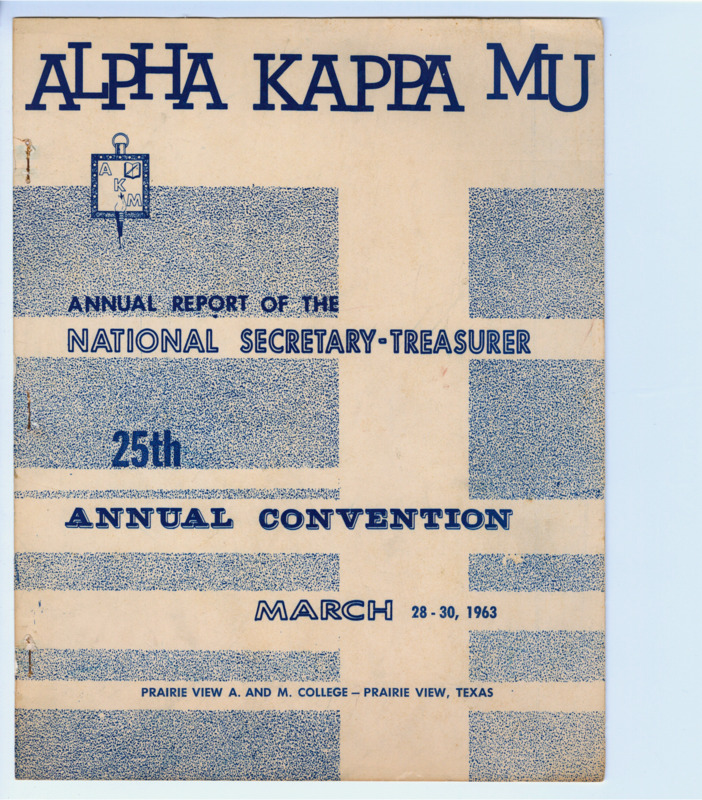 ALPHA KAPPA MU
A
K
M
ANNUAL REPORT OF THE
NATIONAL SECRETARY-TREASURER
25th
ANNUAL CONVENTION
MARCH 28-30, 1963
PRAIRIE VIEW A. AND M. COLLEGE — PRAIRIE VIEW, TEXAS